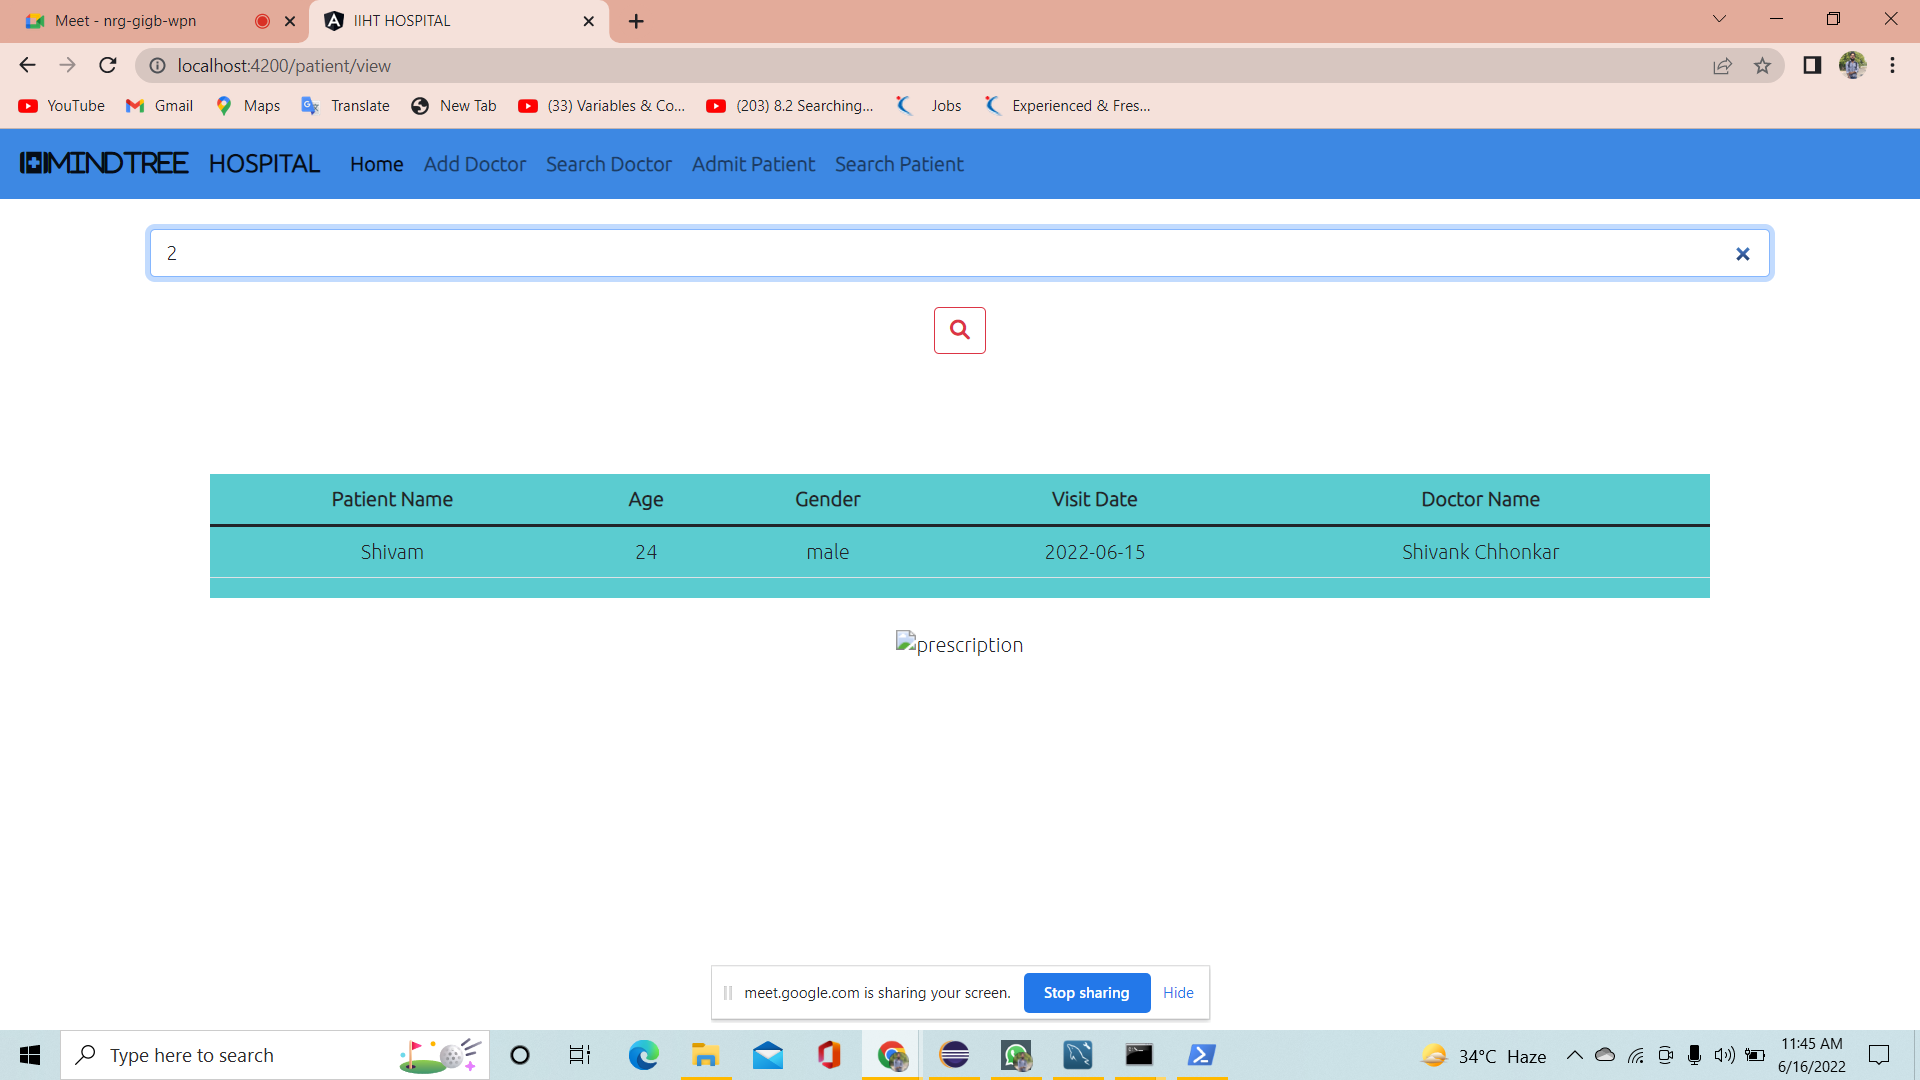 Meet - nrg-gigb-wpn
IIHT HOSPITAL
localhost:4200/patient/view
YouTube Gmail Maps Translate New Tab (33) Variables & Co... (203) 8.2 Searching... Jobs Experienced & Fres...
MINDTREE HOSPITAL Home Add Doctor Search Doctor Admit Patient Search Patient
2
Patient Name Age Gender Visit Date Doctor Name
Shivam 24 male 2022-06-15 Shivank Chhonkar
prescription
meet.google.com is sharing your screen. Stop sharing Hide
Type here to search
34°C Haze
11:45 AM
6/16/2022